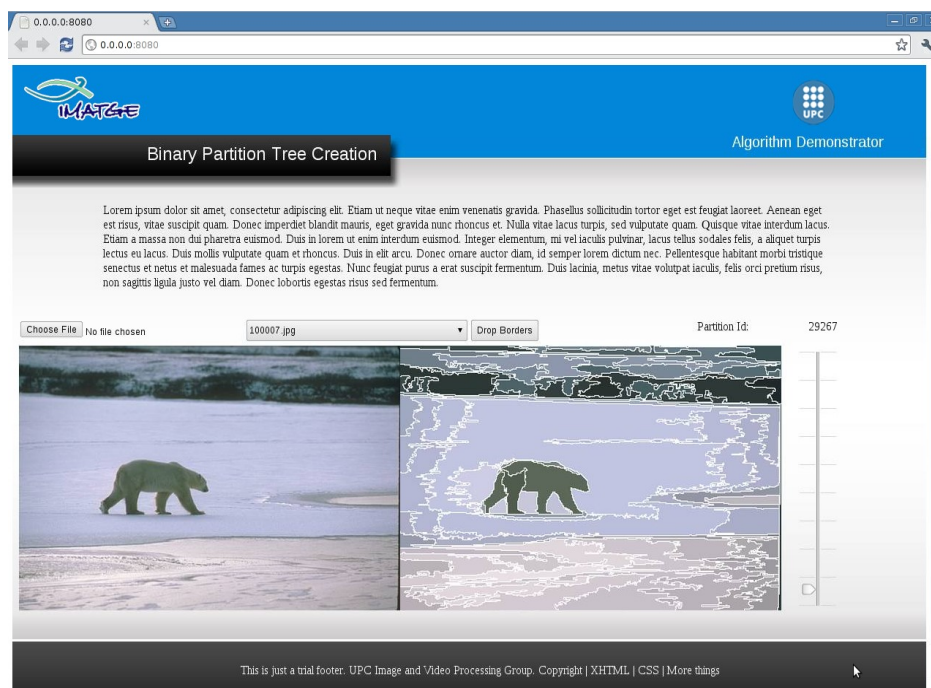 0.0.0.0:8080
0.0.0.0:8080
IMATGE
UPC
Algorithm Demonstrator
Binary Partition Tree Creation
Lorem ipsum dolor sit amet, consectetur adipiscing elit. Etiam ut neque vitae enim venenatis gravida. Phasellus sollicitudin tortor eget est feugiat laoreet. Aenean eget
est risus, vitae suscipit quam. Donec imperdiet blandit mauris, eget gravida nunc rhoncus et. Nulla vitae lacus turpis, sed vulputate quam. Quisque vitae interdum lacus.
Etiam a massa non dui pharetra euismod. Duis in lorem ut enim interdum euismod. Integer elementum, mi vel iaculis pulvinar, lacus tellus sodales felis, a aliquet turpis
lectus eu lacus. Duis mollis vulputate quam et rhoncus. Duis in elit arcu. Donec ornare auctor diam, id semper lorem dictum nec. Pellentesque habitant morbi tristique
senectus et netus et malesuada fames ac turpis egestas. Nunc feugiat purus a erat suscipit fermentum. Duis lacinia, metus vitae volutpat iaculis, felis orci pretium risus,
non sagittis ligula justo vel diam. Donec lobortis egestas risus sed fermentum.
Choose File No file chosen
100007.jpg
Drop Borders
Partition Id: 29267
This is just a trial footer. UPC Image and Video Processing Group. Copyright | XHTML | CSS | More things